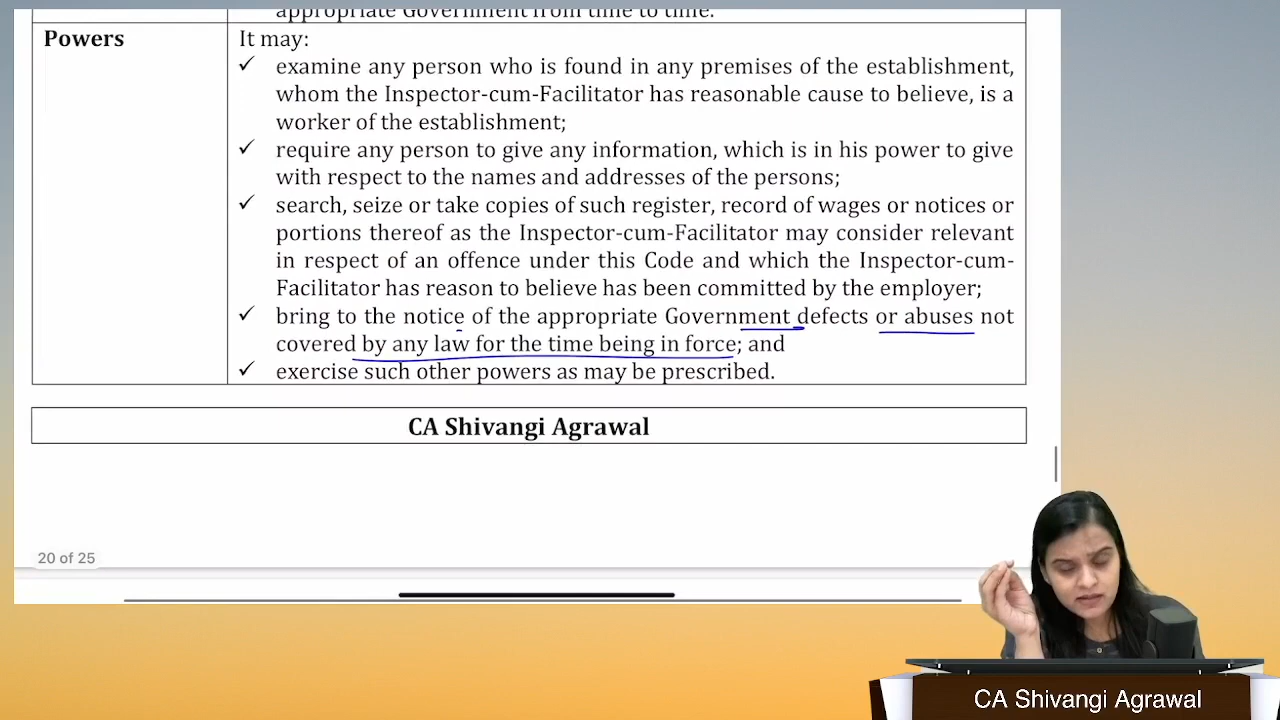 appropriate Government from time to time.
Powers
It may:
✓ examine any person who is found in any premises of the establishment,
whom the Inspector-cum-Facilitator has reasonable cause to believe, is a
worker of the establishment;
✓ require any person to give any information, which is in his power to give
with respect to the names and addresses of the persons;
✓ search, seize or take copies of such register, record of wages or notices or
portions thereof as the Inspector-cum-Facilitator may consider relevant
in respect of an offence under this Code and which the Inspector-cum-
Facilitator has reason to believe has been committed by the employer;
✓ bring to the notice of the appropriate Government defects or abuses not
covered by any law for the time being in force; and
✓ exercise such other powers as may be prescribed.
CA Shivangi Agrawal
20 of 25
CA Shivangi Agrawal